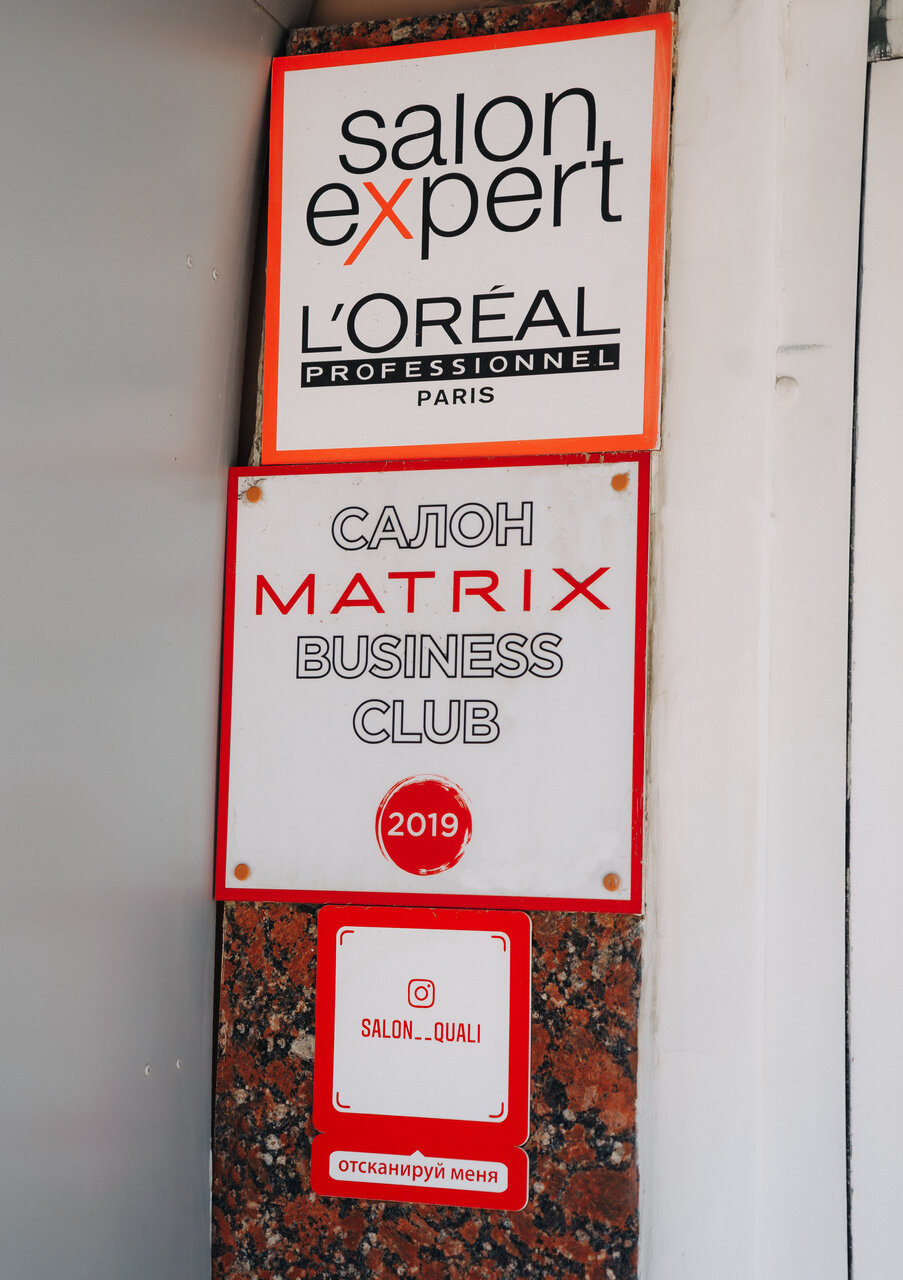 salon
expert
L'ORÉAL
PROFESSIONNEL
PARIS
САЛОН
MATRIX
BUSINESS
CLUB
2019
SALON__QUALI
отсканируй меня